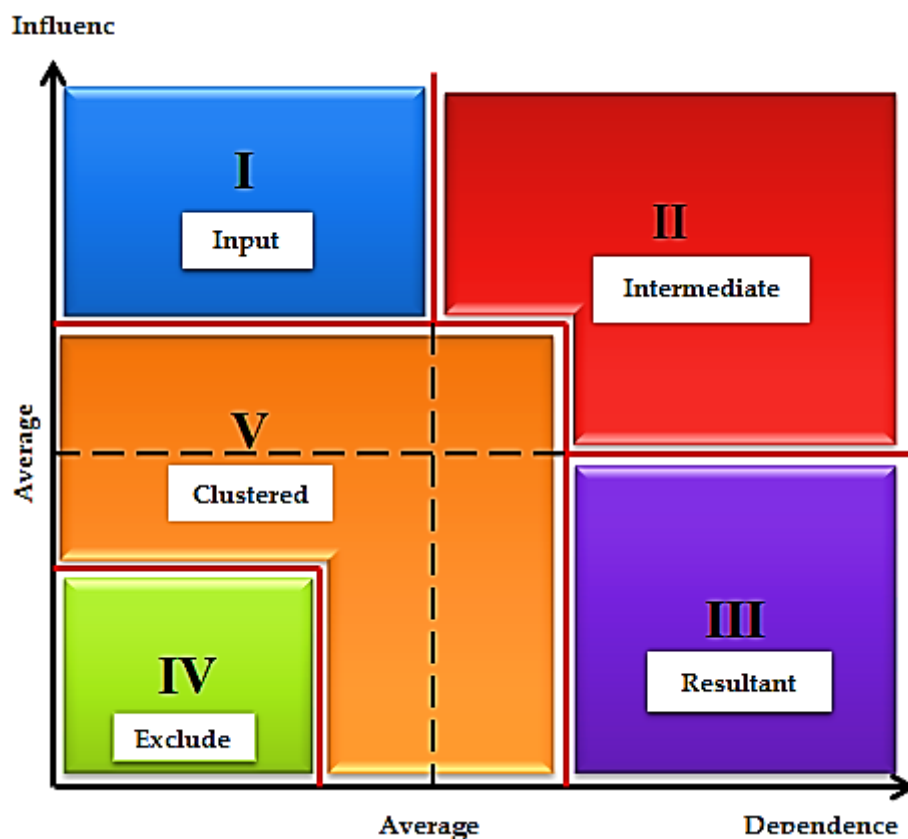 Influenc
I
Input
II
Intermediate
V
Clustered
Average
III
Resultant
IV
Exclude
Average
Dependence